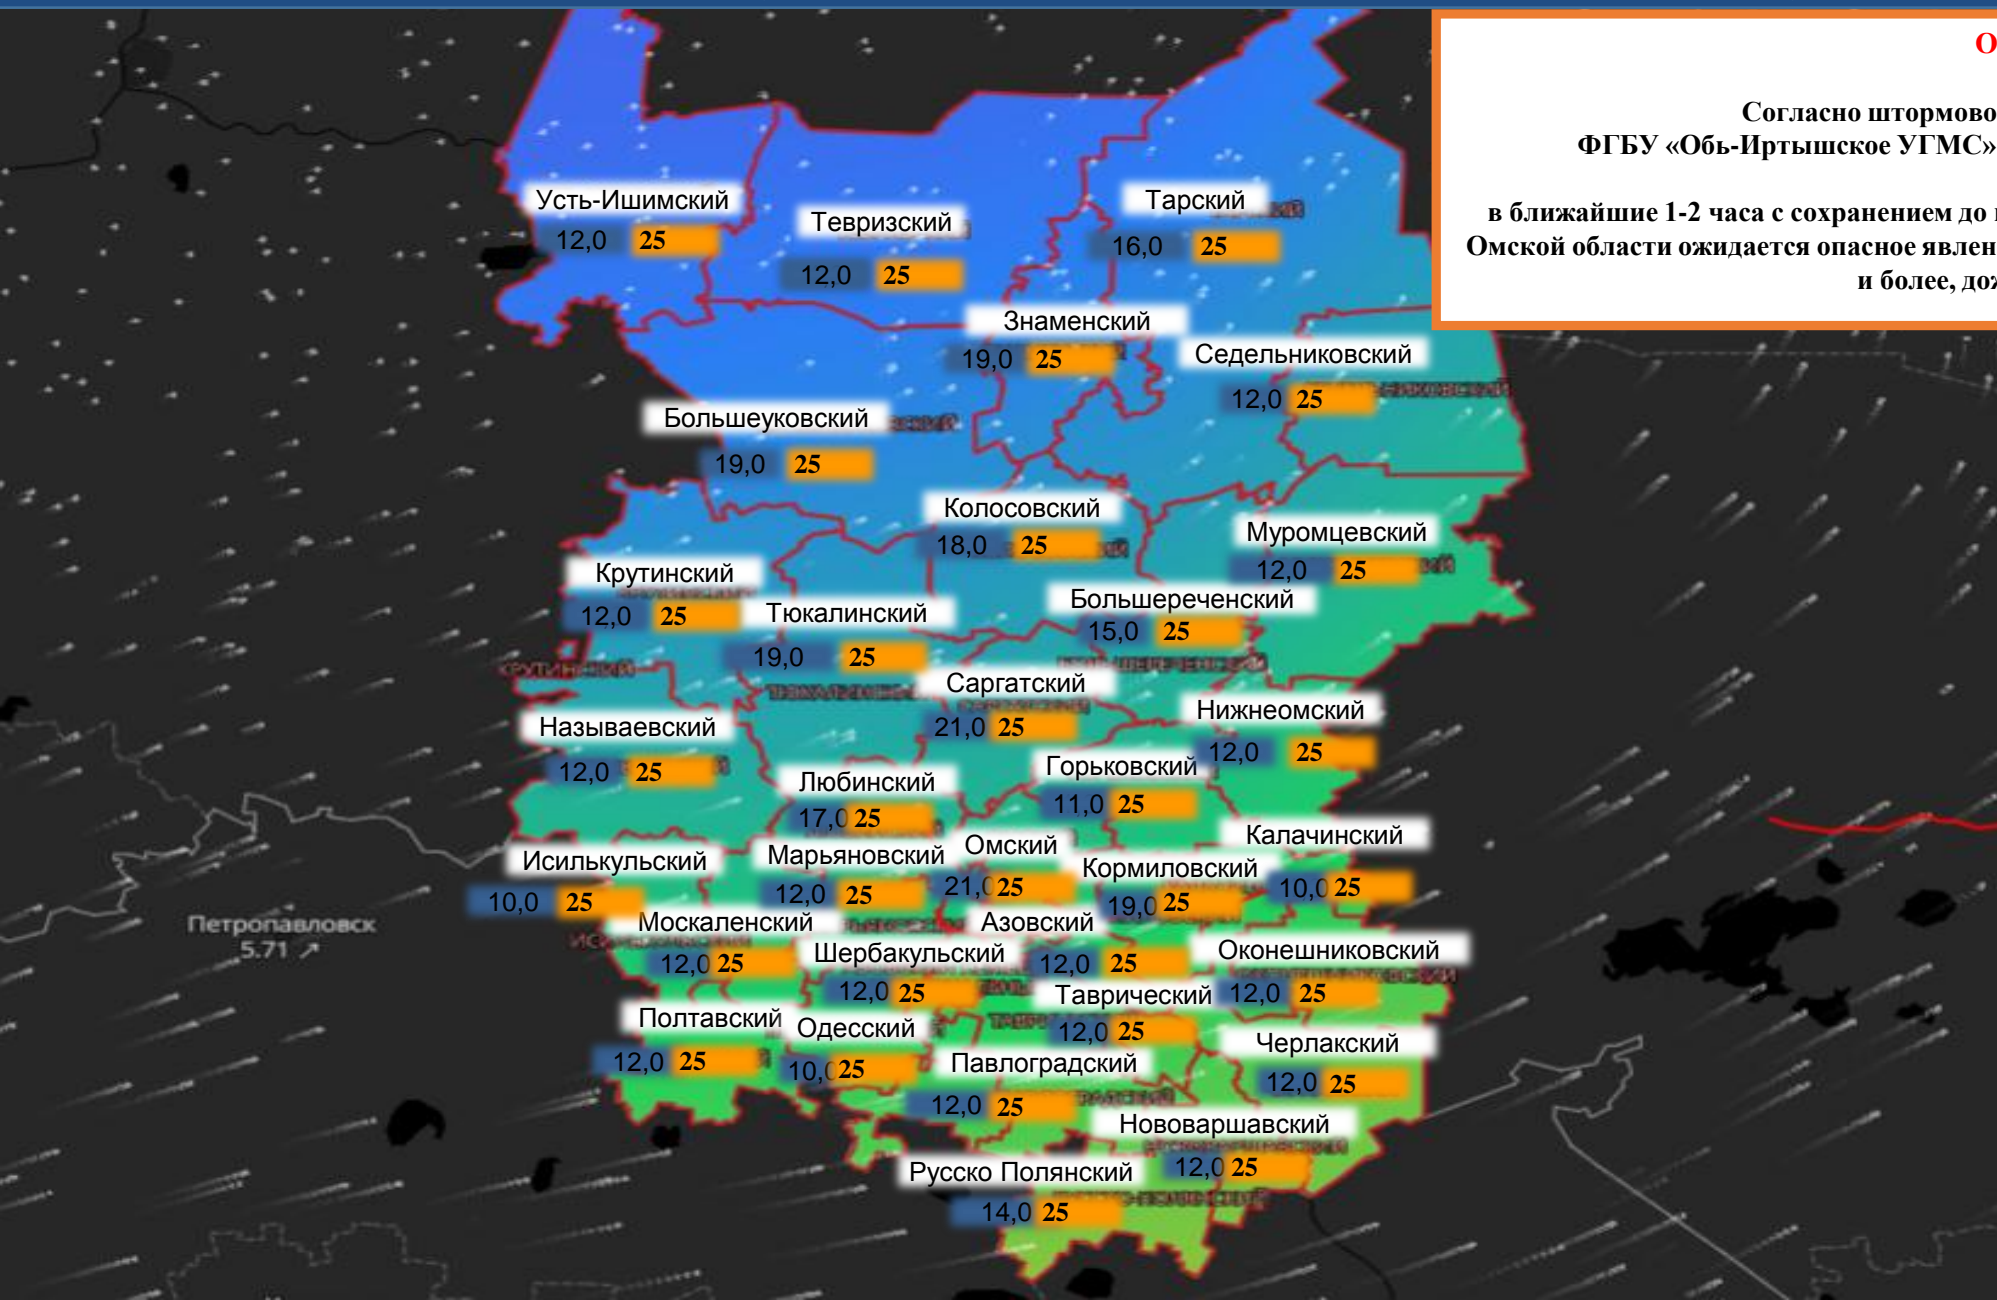 О
Согласно штормово
ФГБУ «Обь-Иртышское УГМС»
в ближайшие 1-2 часа с сохранением до
Омской области ожидается опасное явлен
и более, дож
Усть-Ишимский
12,0 25
Тевризский
12,0 25
Тарский
16,0 25
Знаменский
19,0 25
Седельниковский
12,0 25
Большеуковский
19,0 25
Колосовский
18,0 25
Муромцевский
12,0 25
Крутинский
12,0 25
Тюкалинский
19,0 25
Большереченский
15,0 25
КРУТИНСКИЙ
Саргатский
21,0 25
Нижнеомский
12,0 25
Называевский
12,0 25
Любинский
17,0 25
Горьковский
11,0 25
Калачинский
10,0 25
Исилькульский
10,0 25
Марьяновский
12,0 25
Омский
21,0 25
Кормиловский
19,0 25
Петропавловск
5.71 ↗
Москаленский
12,0 25
Шербакульский
12,0 25
Азовский
12,0 25
Оконешниковский
12,0 25
Таврический
12,0 25
Полтавский
12,0 25
Одесский
10,0 25
Павлоградский
12,0 25
Черлакский
12,0 25
Нововаршавский
12,0 25
Русско Полянский
14,0 25